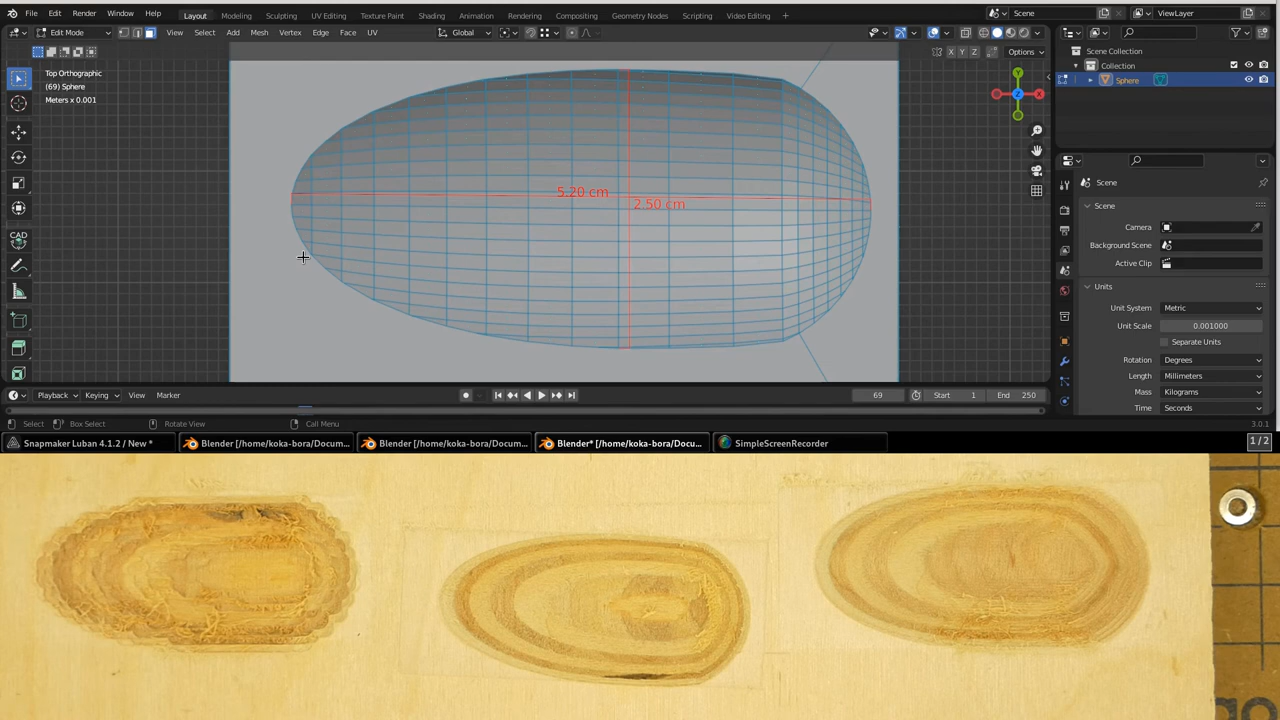 File Edit Render Window Help
Layout Modeling Sculpting UV Editing Texture Paint Shading Animation Rendering Compositing Geometry Nodes Scripting Video Editing +
Scene ViewLayer
Edit Mode View Select Add Mesh Vertex Edge Face UV Global
X Y Z Options
Top Orthographic
(69) Sphere
Meters x 0.001
5.20 cm
2.50 cm
Y
Z X
CAD
Scene Collection
Collection
Sphere
Scene
Scene
Camera
Background Scene
Active Clip
Units
Unit System Metric
Unit Scale 0.001000
Separate Units
Rotation Degrees
Length Millimeters
Mass Kilograms
Time Seconds
Playback Keying View Marker 69 Start 1 End 250
Select Box Select Rotate View Call Menu 3.0.1
Snapmaker Luban 4.1.2 / New * Blender [/home/koka-bora/Docum... Blender [/home/koka-bora/Docum... Blender* [/home/koka-bora/Docu... SimpleScreenRecorder 1/2